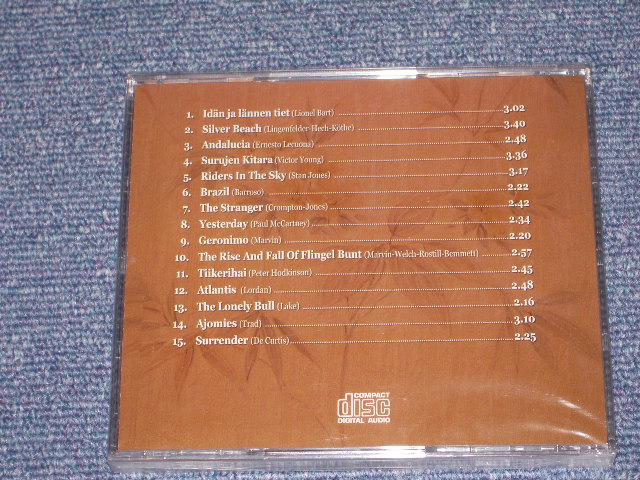 1. Idän ja lännen tiet (Lionel Bart) 3.02
2. Silver Beach (Lingenfelder-Hech-Köthe) 3.40
3. Andalucia (Ernesto Lecuona) 2.48
4. Surujen Kitara (Victor Young) 3.36
5. Riders In The Sky (Stan Jones) 3.17
6. Brazil (Barroso) 2.22
7. The Stranger (Crompton-Jones) 2.42
8. Yesterday (Paul McCartney) 2.34
9. Geronimo (Marvin) 2.20
10. The Rise And Fall Of Flingel Bunt (Marvin-Welch-Rostill-Bemmett) 2.57
11. Tiikerihai (Peter Hodkinson) 2.45
12. Atlantis (Lordan) 2.48
13. The Lonely Bull (Lake) 2.16
14. Ajomies (Trad) 3.10
15. Surrender (De Curtis) 2.25
COMPACT
disc
DIGITAL AUDIO